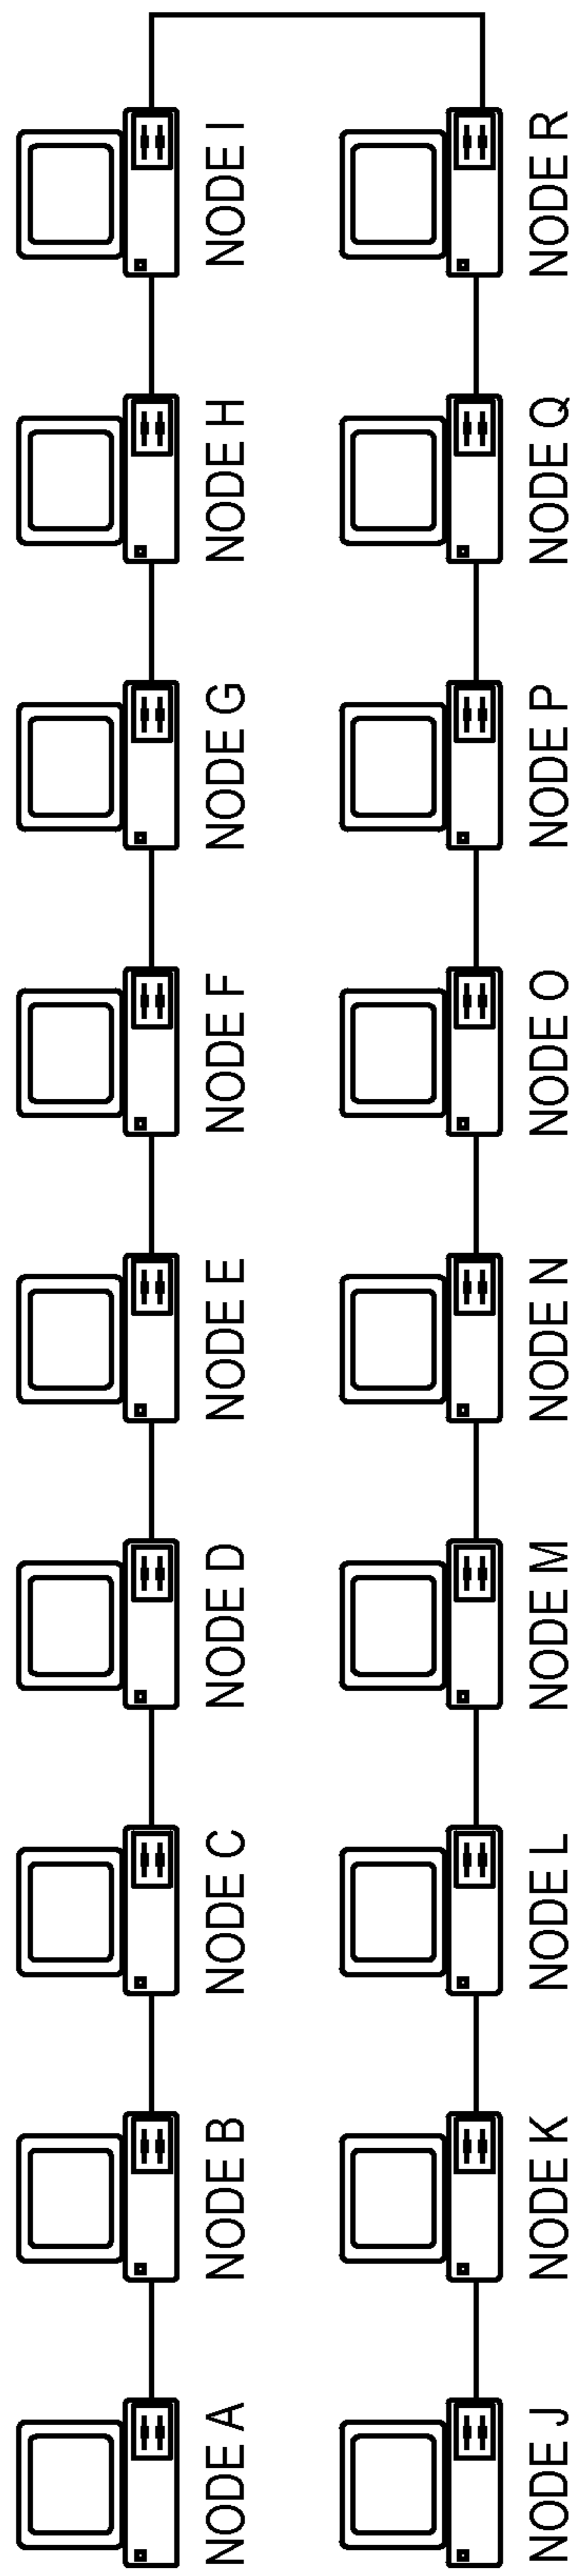 NODE A
NODE B
NODE C
NODE D
NODE E
NODE F
NODE G
NODE H
NODE I
NODE J
NODE K
NODE L
NODE M
NODE N
NODE O
NODE P
NODE Q
NODE R